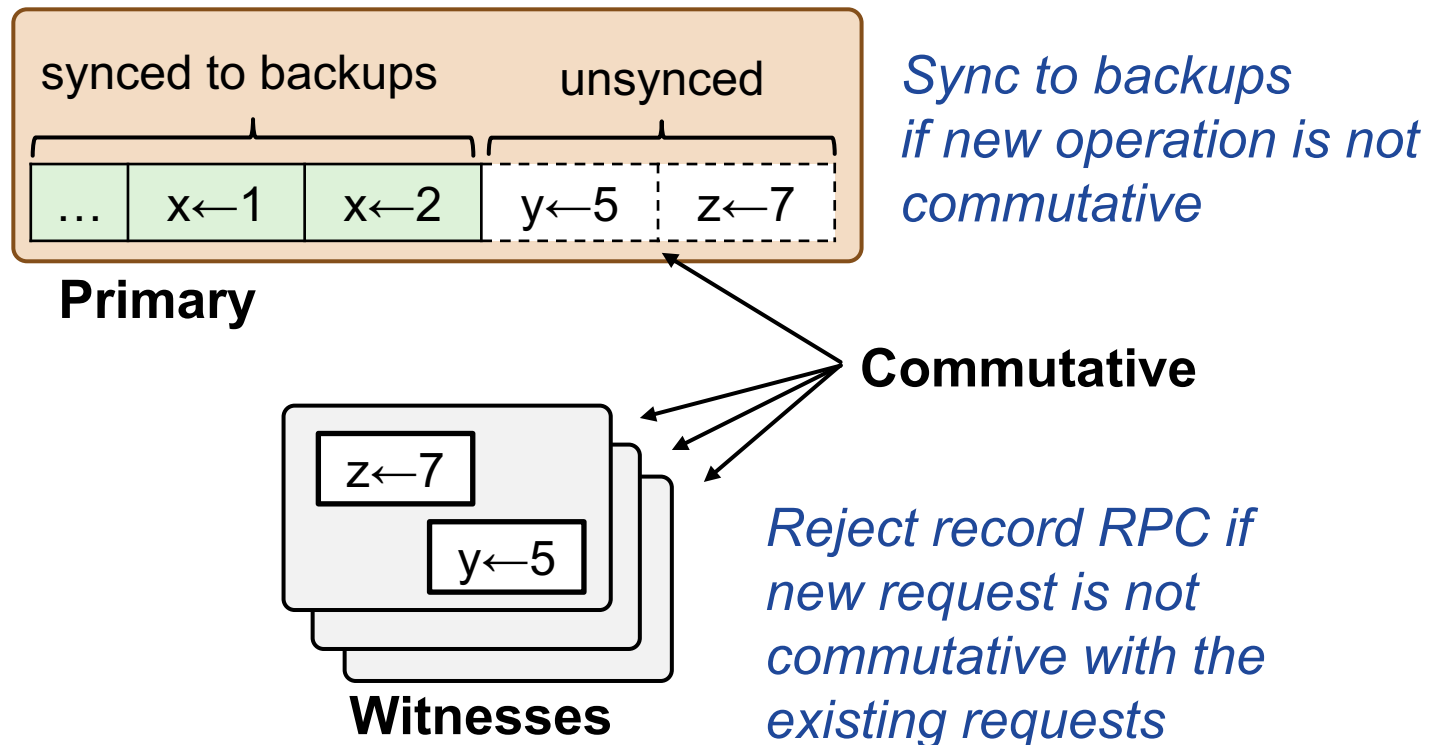 synced to backups
unsynced
… x←1 x←2 y←5 z←7
Primary
Sync to backups
if new operation is not
commutative
Commutative
z←7
y←5
Witnesses
Reject record RPC if
new request is not
commutative with the
existing requests